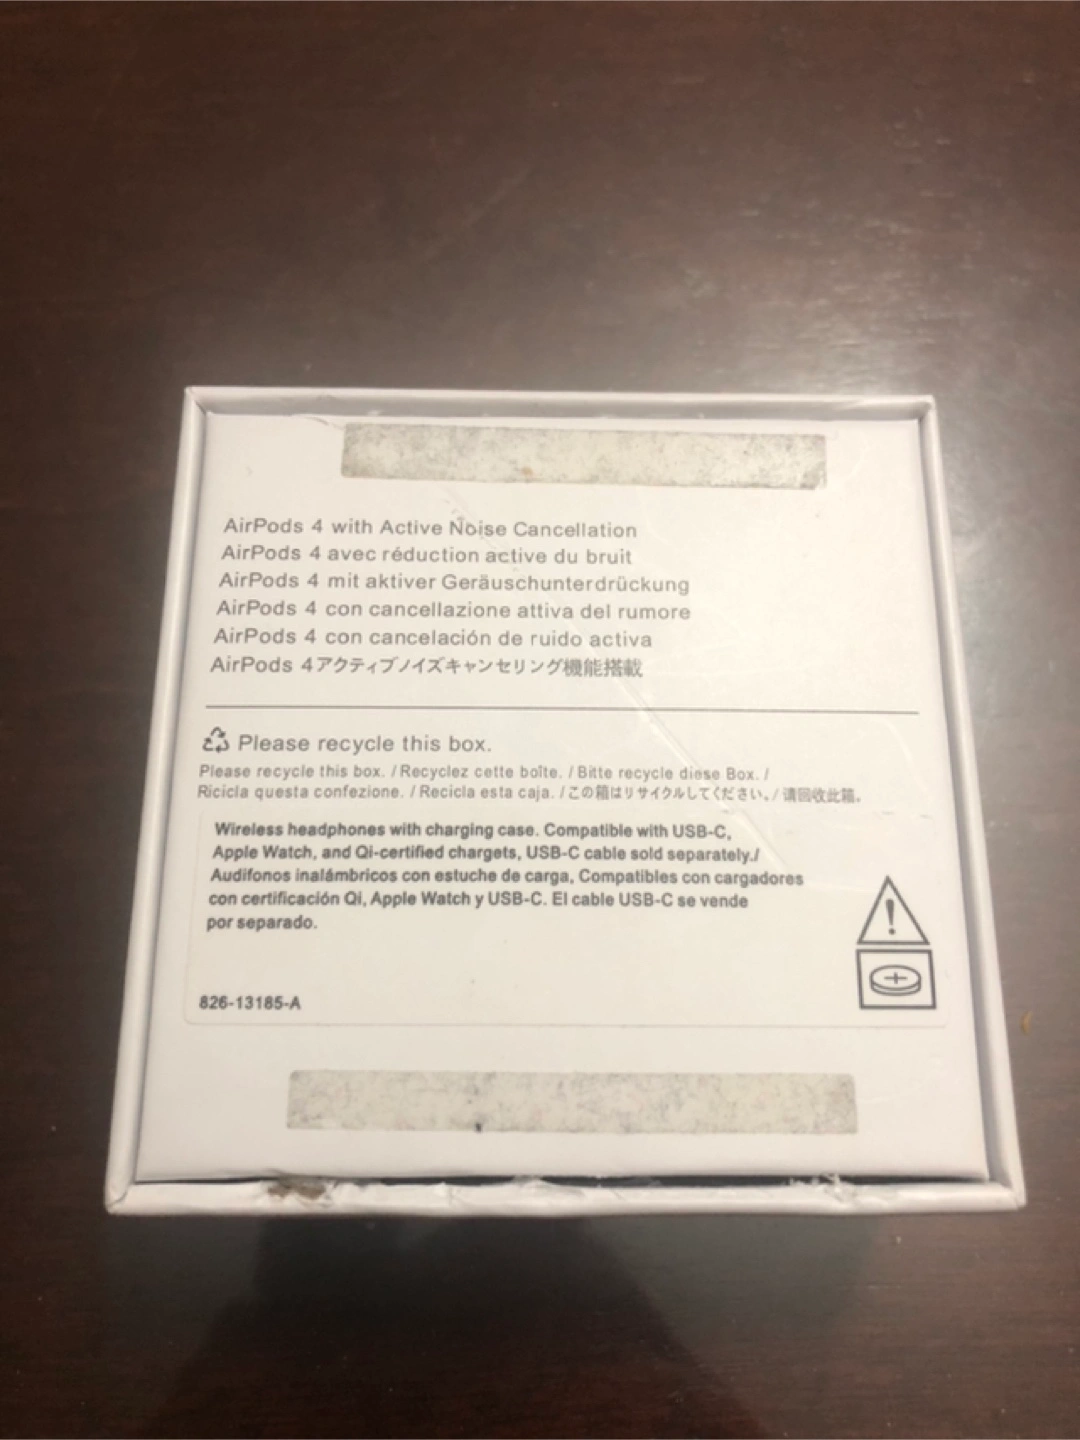 AirPods 4 with Active Noise Cancellation
AirPods 4 avec réduction active du bruit
AirPods 4 mit aktiver Geräuschunterdrückung
AirPods 4 con cancellazione attiva del rumore
AirPods 4 con cancelación de ruido activa
AirPods 4アクティブノイズキャンセリング機能搭載
Please recycle this box.
Please recycle this box. / Recyclez cette boîte. / Bitte recycle diese Box. /
Ricicla questa confezione. / Recicla esta caja. / この箱はリサイクルしてください。/ 请回收此箱.
Wireless headphones with charging case. Compatible with USB-C,
Apple Watch, and Qi-certified chargets, USB-C cable sold separately./
Audifonos inalámbricos con estuche de carga, Compatibles con cargadores
con certificación Qi, Apple Watch y USB-C. El cable USB-C se vende
por separado.
826-13185-A